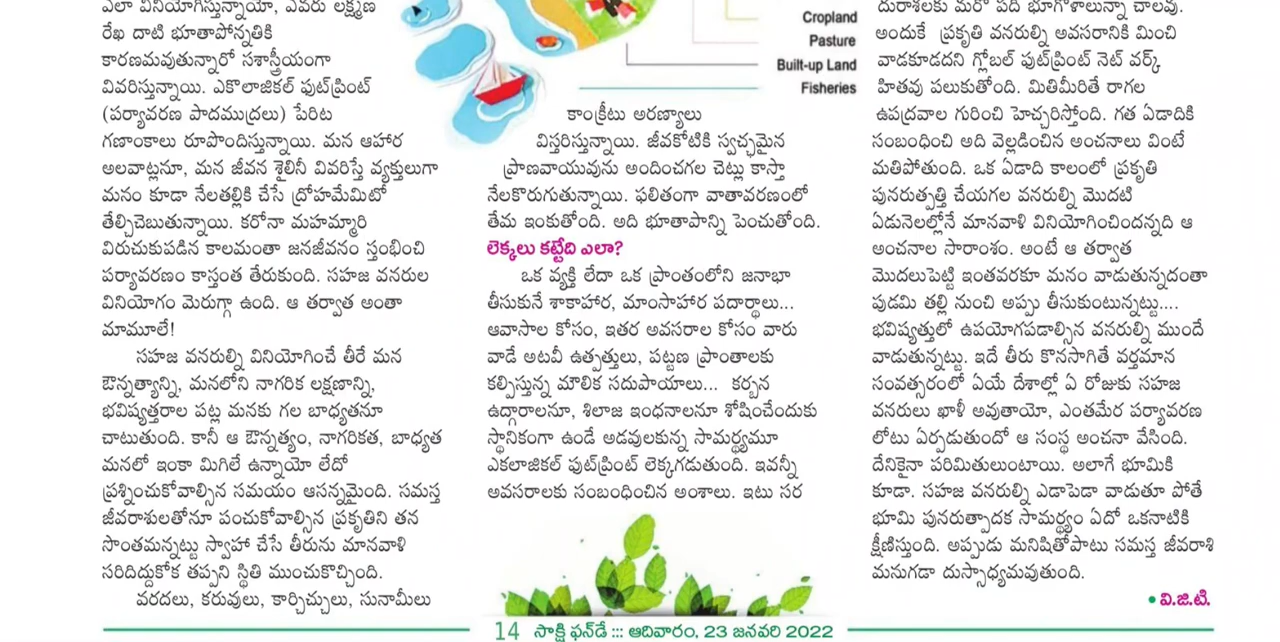 ఎలా వినియోగిస్తున్నాయో, ఎవరు లక్ష్మణ
రేఖ దాటి భూతాపోన్నతికి
కారణమవుతున్నారో సశాస్త్రీయంగా
వివరిస్తున్నాయి. ఎకొలాజికల్ ఫుట్‌ప్రింట్
(పర్యావరణ పాదముద్రలు) పేరిట
గణాంకాలు రూపొందిస్తున్నాయి. మన ఆహార
అలవాట్లనూ, మన జీవన శైలినీ వివరిస్తే వ్యక్తులుగా
మనం కూడా నేలతల్లికి చేసే ద్రోహమేమిటో
తేల్చిచెబుతున్నాయి. కరోనా మహమ్మారి
విరుచుకుపడిన కాలమంతా జనజీవనం స్తంభించి
పర్యావరణం కాస్తంత తేరుకుంది. సహజ వనరుల
వినియోగం మెరుగ్గా ఉంది. ఆ తర్వాత అంతా
మామూలే!
సహజ వనరుల్ని వినియోగించే తీరే మన
ఔన్నత్యాన్ని, మనలోని నాగరిక లక్షణాన్ని,
భవిష్యత్తరాల పట్ల మనకు గల బాధ్యతనూ
చాటుతుంది. కానీ ఆ ఔన్నత్యం, నాగరికత, బాధ్యత
మనలో ఇంకా మిగిలే ఉన్నాయో లేదో
ప్రశ్నించుకోవాల్సిన సమయం ఆసన్నమైంది. సమస్త
జీవరాశులతోనూ పంచుకోవాల్సిన ప్రకృతిని తన
సొంతమన్నట్టు స్వాహా చేసే తీరును మానవాళి
సరిదిద్దుకోక తప్పని స్థితి ముంచుకొచ్చింది.
వరదలు, కరువులు, కార్చిచ్చులు, సునామీలు
Cropland
Pasture
Built-up Land
Fisheries
కాంక్రీటు అరణ్యాలు
విస్తరిస్తున్నాయి. జీవకోటికి స్వచ్ఛమైన
ప్రాణవాయువును అందించగల చెట్లు కాస్తా
నేలకొరుగుతున్నాయి. ఫలితంగా వాతావరణంలో
తేమ ఇంకుతోంది. అది భూతాపాన్ని పెంచుతోంది.
లెక్కలు కట్టేది ఎలా?
ఒక వ్యక్తి లేదా ఒక ప్రాంతంలోని జనాభా
తీసుకునే శాకాహార, మాంసాహార పదార్థాలు...
ఆవాసాల కోసం, ఇతర అవసరాల కోసం వారు
వాడే అటవీ ఉత్పత్తులు, పట్టణ ప్రాంతాలకు
కల్పిస్తున్న మౌలిక సదుపాయాలు... కర్బన
ఉద్గారాలనూ, శిలాజ ఇంధనాలనూ శోషించేందుకు
స్థానికంగా ఉండే అడవులకున్న సామర్థ్యమూ
ఎకలాజికల్ ఫుట్‌ప్రింట్ లెక్కగడుతుంది. ఇవన్నీ
అవసరాలకు సంబంధించిన అంశాలు. ఇటు సర
దురాశలకు మరో పది భూగోళాలున్నా చాలవు.
అందుకే ప్రకృతి వనరుల్ని అవసరానికి మించి
వాడకూడదని గ్లోబల్ ఫుట్‌ప్రింట్ నెట్ వర్క్
హితవు పలుకుతోంది. మితిమీరితే రాగల
ఉపద్రవాల గురించి హెచ్చరిస్తోంది. గత ఏడాదికి
సంబంధించి అది వెల్లడించిన అంచనాలు వింటే
మతిపోతుంది. ఒక ఏడాది కాలంలో ప్రకృతి
పునరుత్పత్తి చేయగల వనరుల్ని మొదటి
ఏడునెలల్లోనే మానవాళి వినియోగించిందన్నది ఆ
అంచనాల సారాంశం. అంటే ఆ తర్వాత
మొదలుపెట్టి ఇంతవరకూ మనం వాడుతున్నదంతా
పుడమి తల్లి నుంచి అప్పు తీసుకుంటున్నట్టు....
భవిష్యత్తులో ఉపయోగపడాల్సిన వనరుల్ని ముందే
వాడుతున్నట్టు. ఇదే తీరు కొనసాగితే వర్తమాన
సంవత్సరంలో ఏయే దేశాల్లో ఏ రోజుకు సహజ
వనరులు ఖాళీ అవుతాయో, ఎంతమేర పర్యావరణ
లోటు ఏర్పడుతుందో ఆ సంస్థ అంచనా వేసింది.
దేనికైనా పరిమితులుంటాయి. అలాగే భూమికి
కూడా. సహజ వనరుల్ని ఎడాపెడా వాడుతూ పోతే
భూమి పునరుత్పాదక సామర్థ్యం ఏదో ఒకనాటికి
క్షీణిస్తుంది. అప్పుడు మనిషితోపాటు సమస్త జీవరాశి
మనుగడా దుస్సాధ్యమవుతుంది.
• వి.జి.టి.
14 సాక్షి ఫన్‌డే ::: ఆదివారం, 23 జనవరి 2022